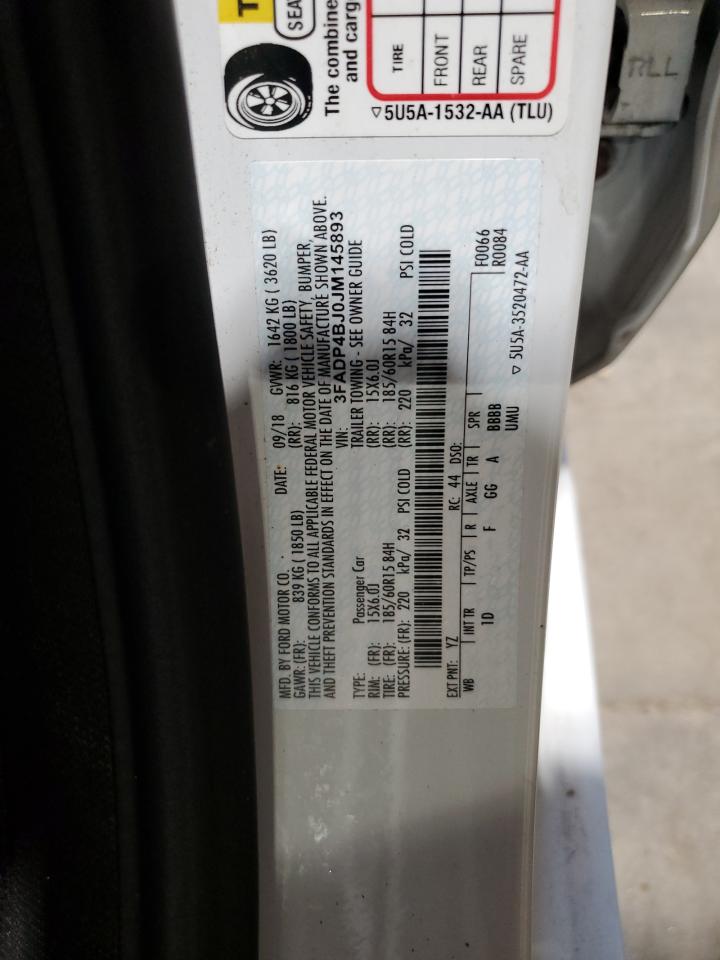 T
SEA
The combine
and carg
TIRE
FRONT
REAR
SPARE
▽5U5A-1532-AA (TLU)
RLL
MFD. BY FORD MOTOR CO. DATE: 09/18 GVWR: 1642 KG ( 3620 LB)
GAWR: (FR): 839 KG ( 1850 LB) (RR): 816 KG ( 1800 LB)
THIS VEHICLE CONFORMS TO ALL APPLICABLE FEDERAL MOTOR VEHICLE SAFETY, BUMPER,
AND THEFT PREVENTION STANDARDS IN EFFECT ON THE DATE OF MANUFACTURE SHOWN ABOVE.
VIN: 3FADP4BJ0JM145893
TYPE: Passenger Car TRAILER TOWING - SEE OWNER GUIDE
RIM: (FR): 15X6.0J (RR): 15X6.0J
TIRE: (FR): 185/60R15 84H (RR): 185/60R15 84H
PRESSURE: (FR): 220 kPa/ 32 PSI COLD (RR): 220 kPa/ 32 PSI COLD
EXT PNT: YZ RC: 44 DSO: F0066
WB INT TR TP/PS R AXLE TR SPR R0084
1D F GG A BBBB
UMU
▽ 5U5A-3520472-AA